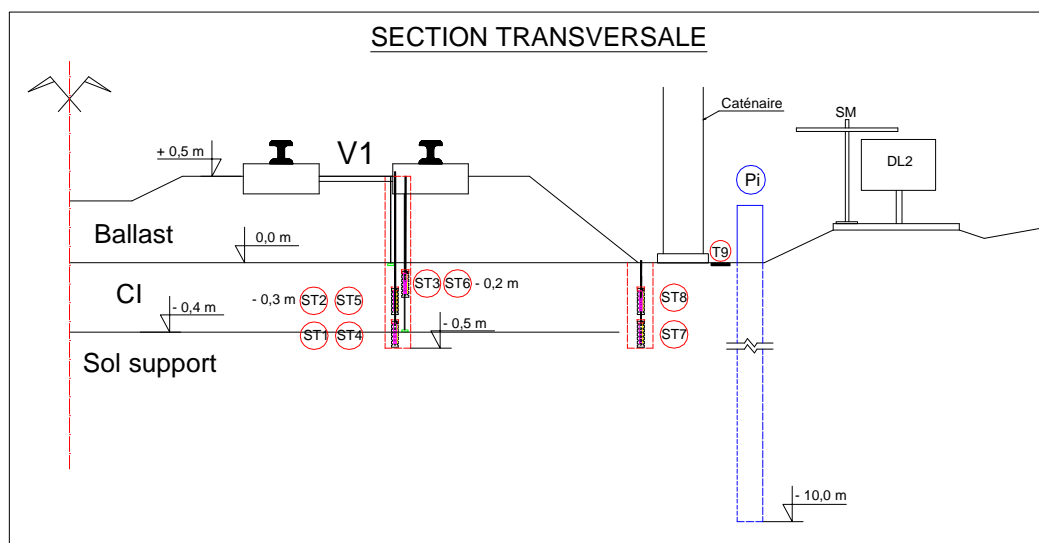 SECTION TRANSVERSALE
Caténaire
SM
V1
+ 0,5 m
DL2
Pi
Ballast
0,0 m
T9
CI
- 0,3 m ST2 ST5
ST3 ST6 - 0,2 m
ST8
- 0,4 m
ST1 ST4
- 0,5 m
ST7
Sol support
- 10,0 m